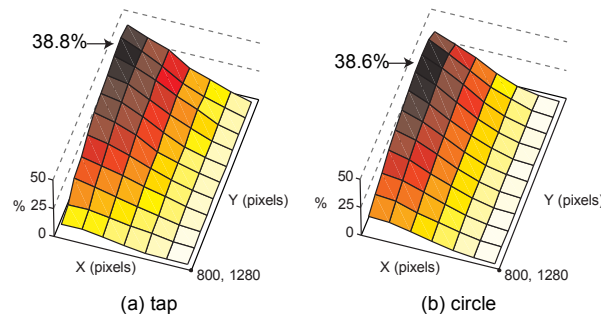 38.8%
50
25
%
0
X (pixels)
Y (pixels)
800, 1280
(a) tap
38.6%
50
25
%
0
X (pixels)
Y (pixels)
800, 1280
(b) circle